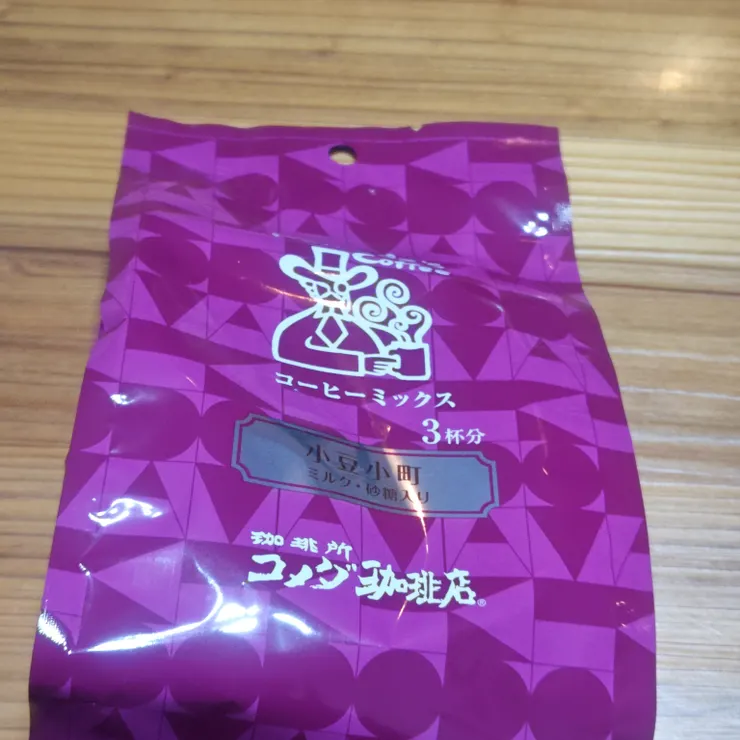 Coffee
コーヒーミックス
3杯分
小豆小町
ミルク・砂糖入り
珈琲所
コメダ珈琲店®